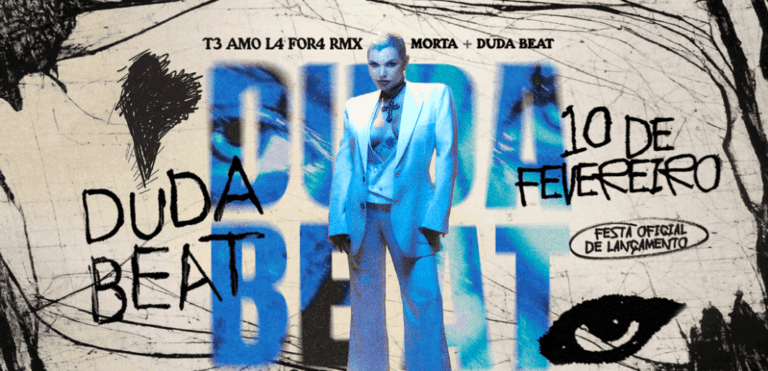 T3 AMO L4 FOR4 RMX MORTA + DUDA BEAT
DUDA
BEAT
DUDA
BEAT
10 DE
FEVEREIRO
FESTA OFICIAL
DE LANÇAMENTO